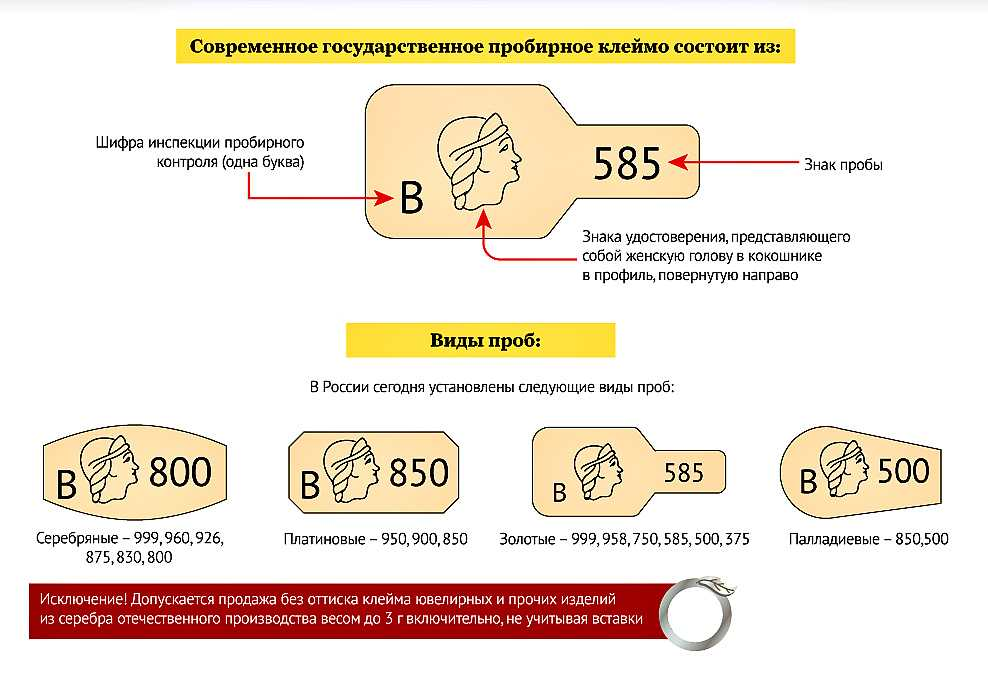 Современное государственное пробирное клеймо состоит из:
Шифра инспекции пробирного
контроля (одна буква)
В
585
Знак пробы
Знака удостоверения, представляющего
собой женскую голову в кокошнике
в профиль, повернутую направо
Виды проб:
В России сегодня установлены следующие виды проб:
В 800
В 850
В 585
В 500
Серебряные – 999, 960, 926,
875, 830, 800
Платиновые – 950, 900, 850
Золотые – 999, 958, 750, 585, 500, 375
Палладиевые – 850,500
Исключение! Допускается продажа без оттиска клейма ювелирных и прочих изделий
из серебра отечественного производства весом до 3 г включительно, не учитывая вставки